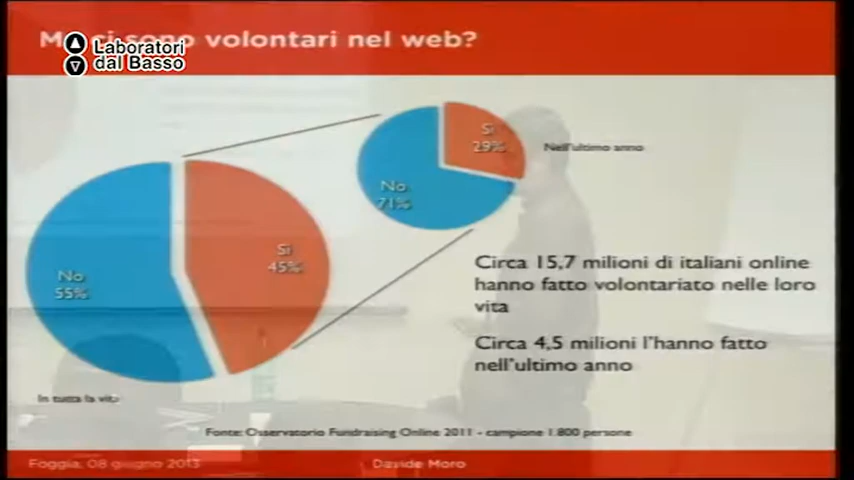 Ma ci sono volontari nel web?
Laboratori
dal Basso
Sì
29%
Nell'ultimo anno
No
71%
Sì
45%
No
55%
Circa 15,7 milioni di italiani online
hanno fatto volontariato nelle loro
vita
Circa 4,5 milioni l'hanno fatto
nell'ultimo anno
In tutta la vita
Fonte: Osservatorio Fundraising Online 2011 - campione 1.800 persone
Foggia, 08 giugno 2013
Davide Moro